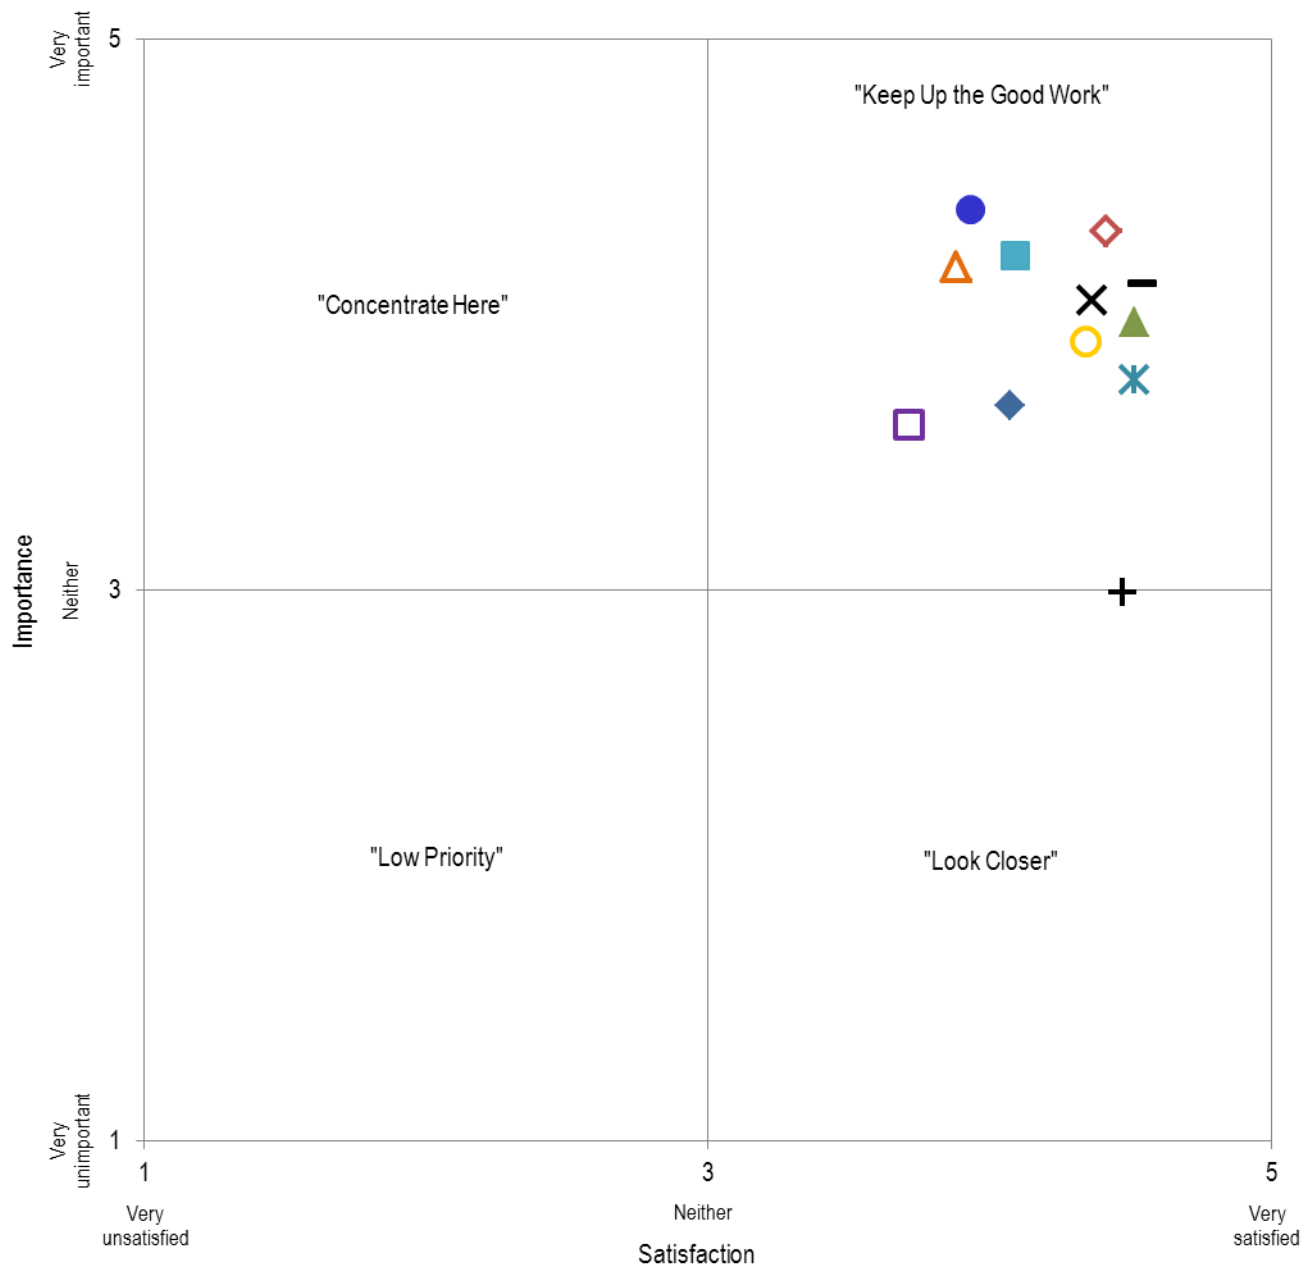 Very
important
5
"Keep Up the Good Work"
"Concentrate Here"
Importance
Neither
3
"Low Priority"
"Look Closer"
Very
unimportant
1
1
3
5
Very
unsatisfied
Neither
Very
satisfied
Satisfaction